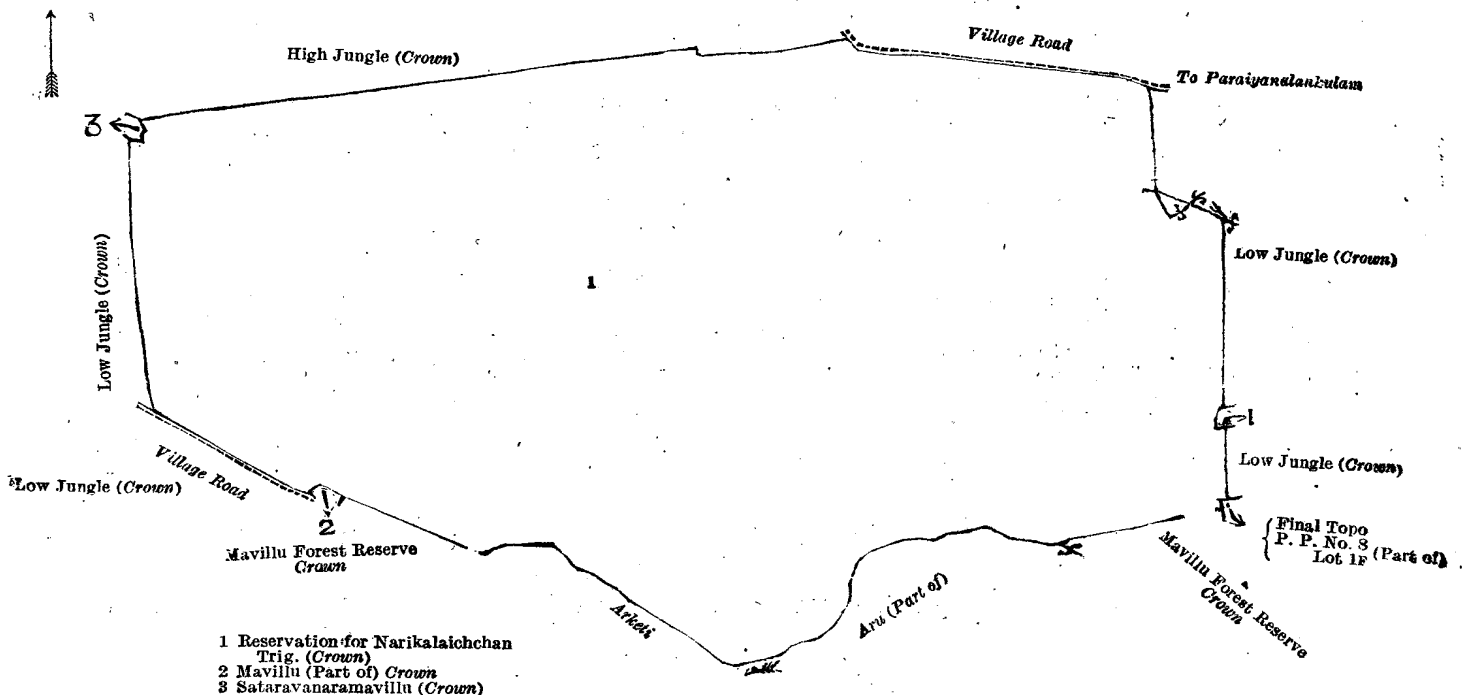 High Jungle (Crown)
Village Road
To Paraiyanalankulam
3
Low Jungle (Crown)
Low Jungle (Crown)
1
1
Low Jungle (Crown)
Village Road
Low Jungle (Crown)
2
Mavillu Forest Reserve
Crown
Final Topo
P. P. No. 8 (Part of)
Lot 1F
Mavillu Forest Reserve
Crown
Arketi
Aru (Part of)
1 Reservation for Narikalaichchan
Trig. (Crown)
2 Mavillu (Part of) Crown
3 Sataravanaramavillu (Crown)